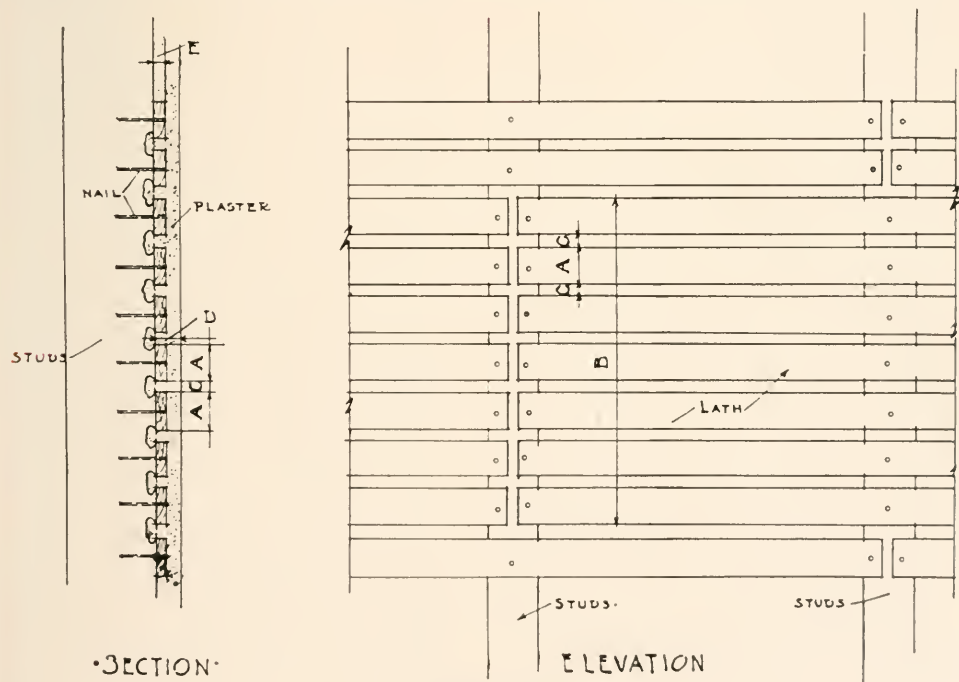 E
NAIL
PLASTER
D
STUDS
A
C
A
·SECTION·
C
A
C
B
LATH
STUDS·
STUDS
ELEVATION